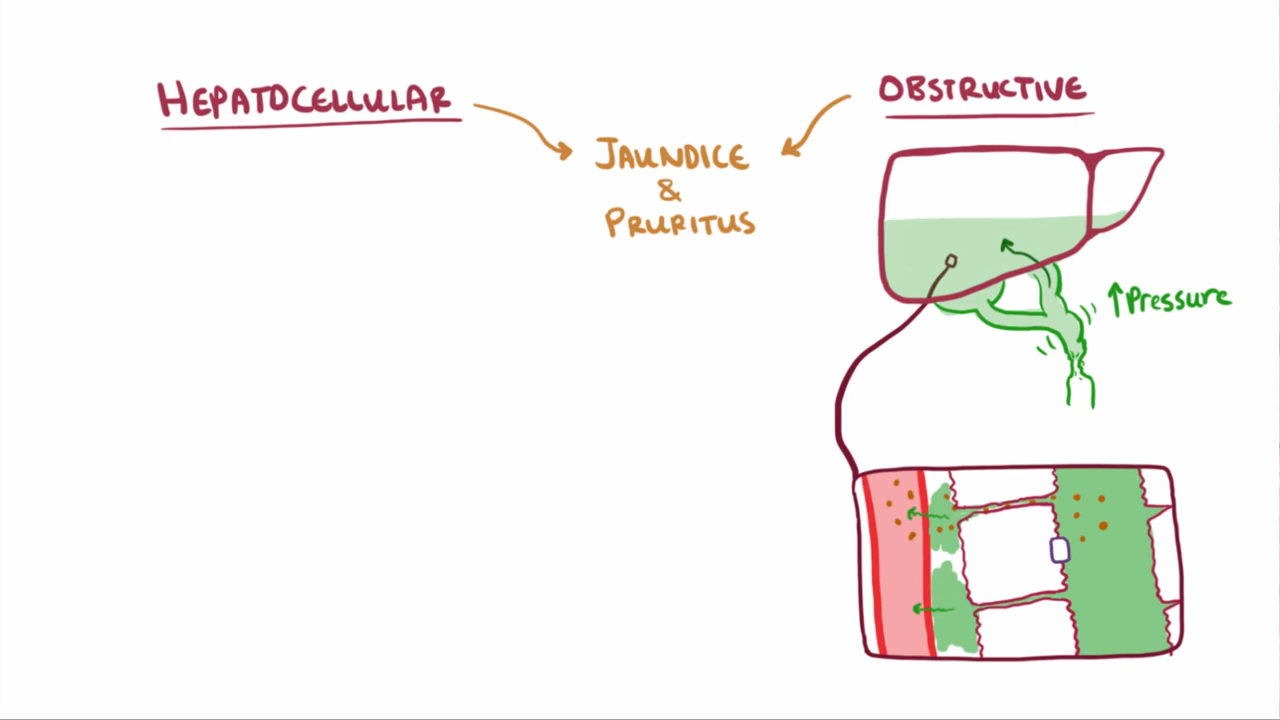 HEPATOCELLULAR
OBSTRUCTIVE
JAUNDICE
&
PRURITUS
↑Pressure